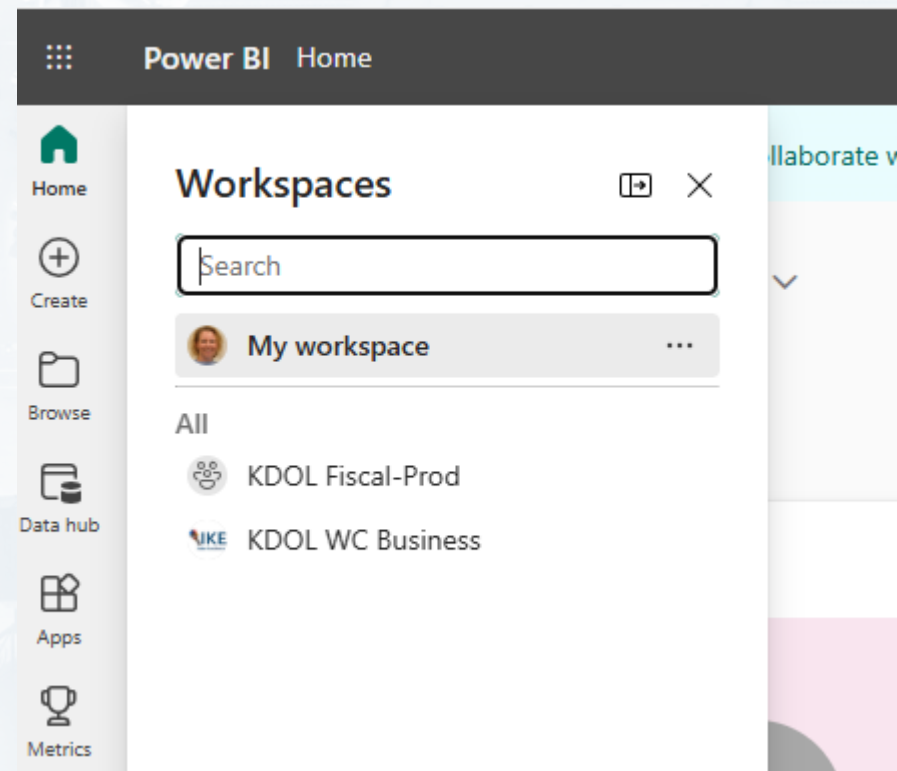 Power BI Home
Home
Create
Browse
Data hub
Apps
Metrics
Workspaces
Search
My workspace
All
KDOL Fiscal-Prod
IKE KDOL WC Business
llaborate w